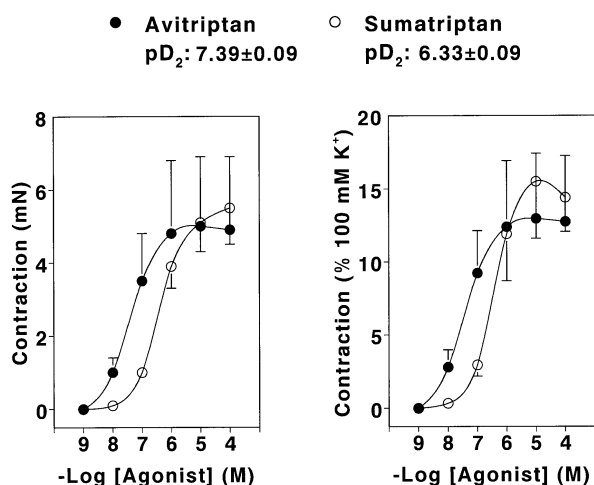 ● Avitriptan
pD₂: 7.39±0.09
○ Sumatriptan
pD₂: 6.33±0.09
Contraction (mN)
8
6
4
2
0
9 8 7 6 5 4
-Log [Agonist] (M)
Contraction (% 100 mM K⁺)
20
15
10
5
0
9 8 7 6 5 4
-Log [Agonist] (M)